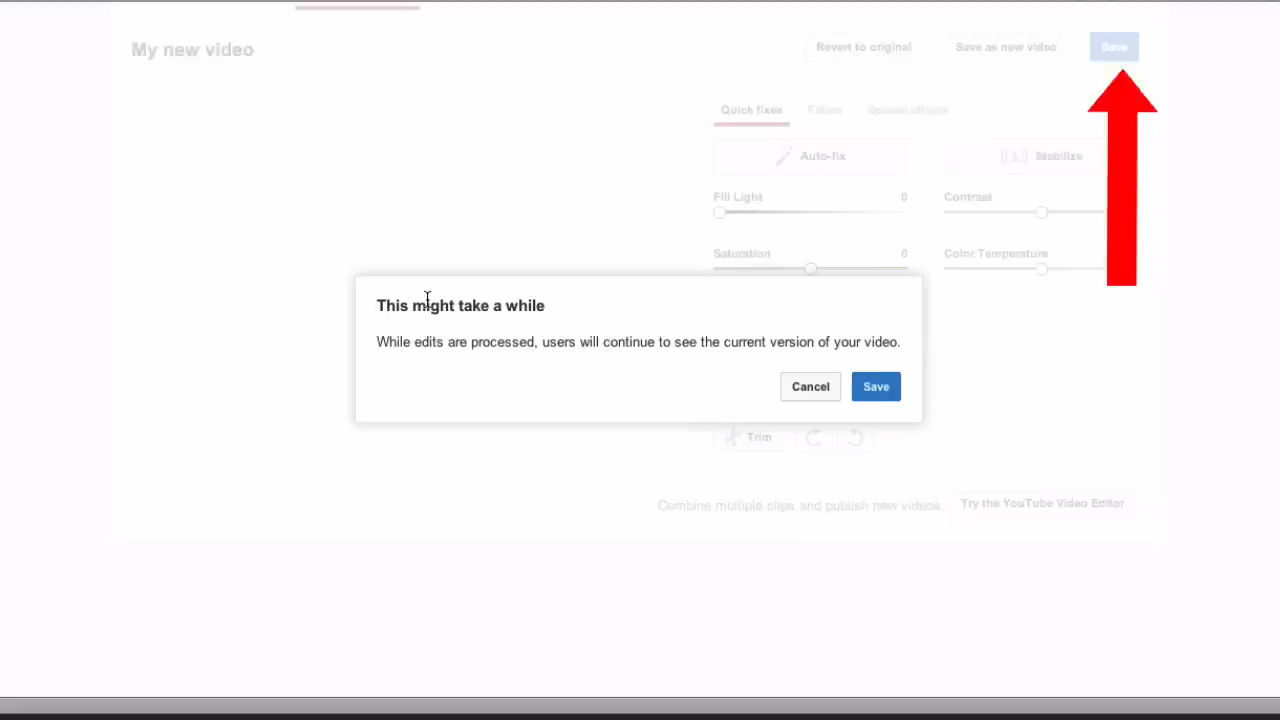 My new video
Revert to original
Save as new video
Save
Quick fixes
Filters
Special effects
Auto-fix
Stabilize
Fill Light
0
Contrast
Saturation
0
Color Temperature
This might take a while
While edits are processed, users will continue to see the current version of your video.
Cancel
Save
Trim
Combine multiple clips and publish new videos
Try the YouTube Video Editor